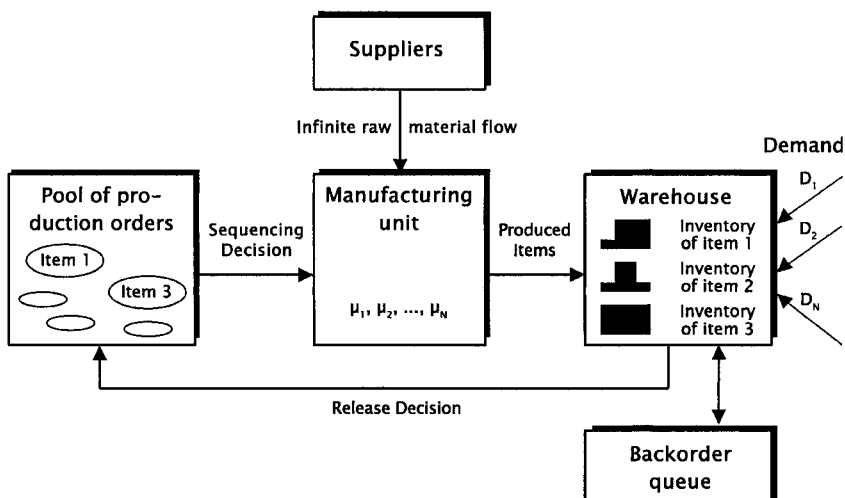 Suppliers
Infinite raw material flow
Demand
Pool of pro-
duction orders
Item 1
Item 3
Sequencing
Decision
Manufacturing
unit
μ₁, μ₂, ..., μ_N
Produced
Items
Warehouse
Inventory
of item 1
Inventory
of item 2
Inventory
of item 3
D₁
D₂
D_N
Release Decision
Backorder
queue